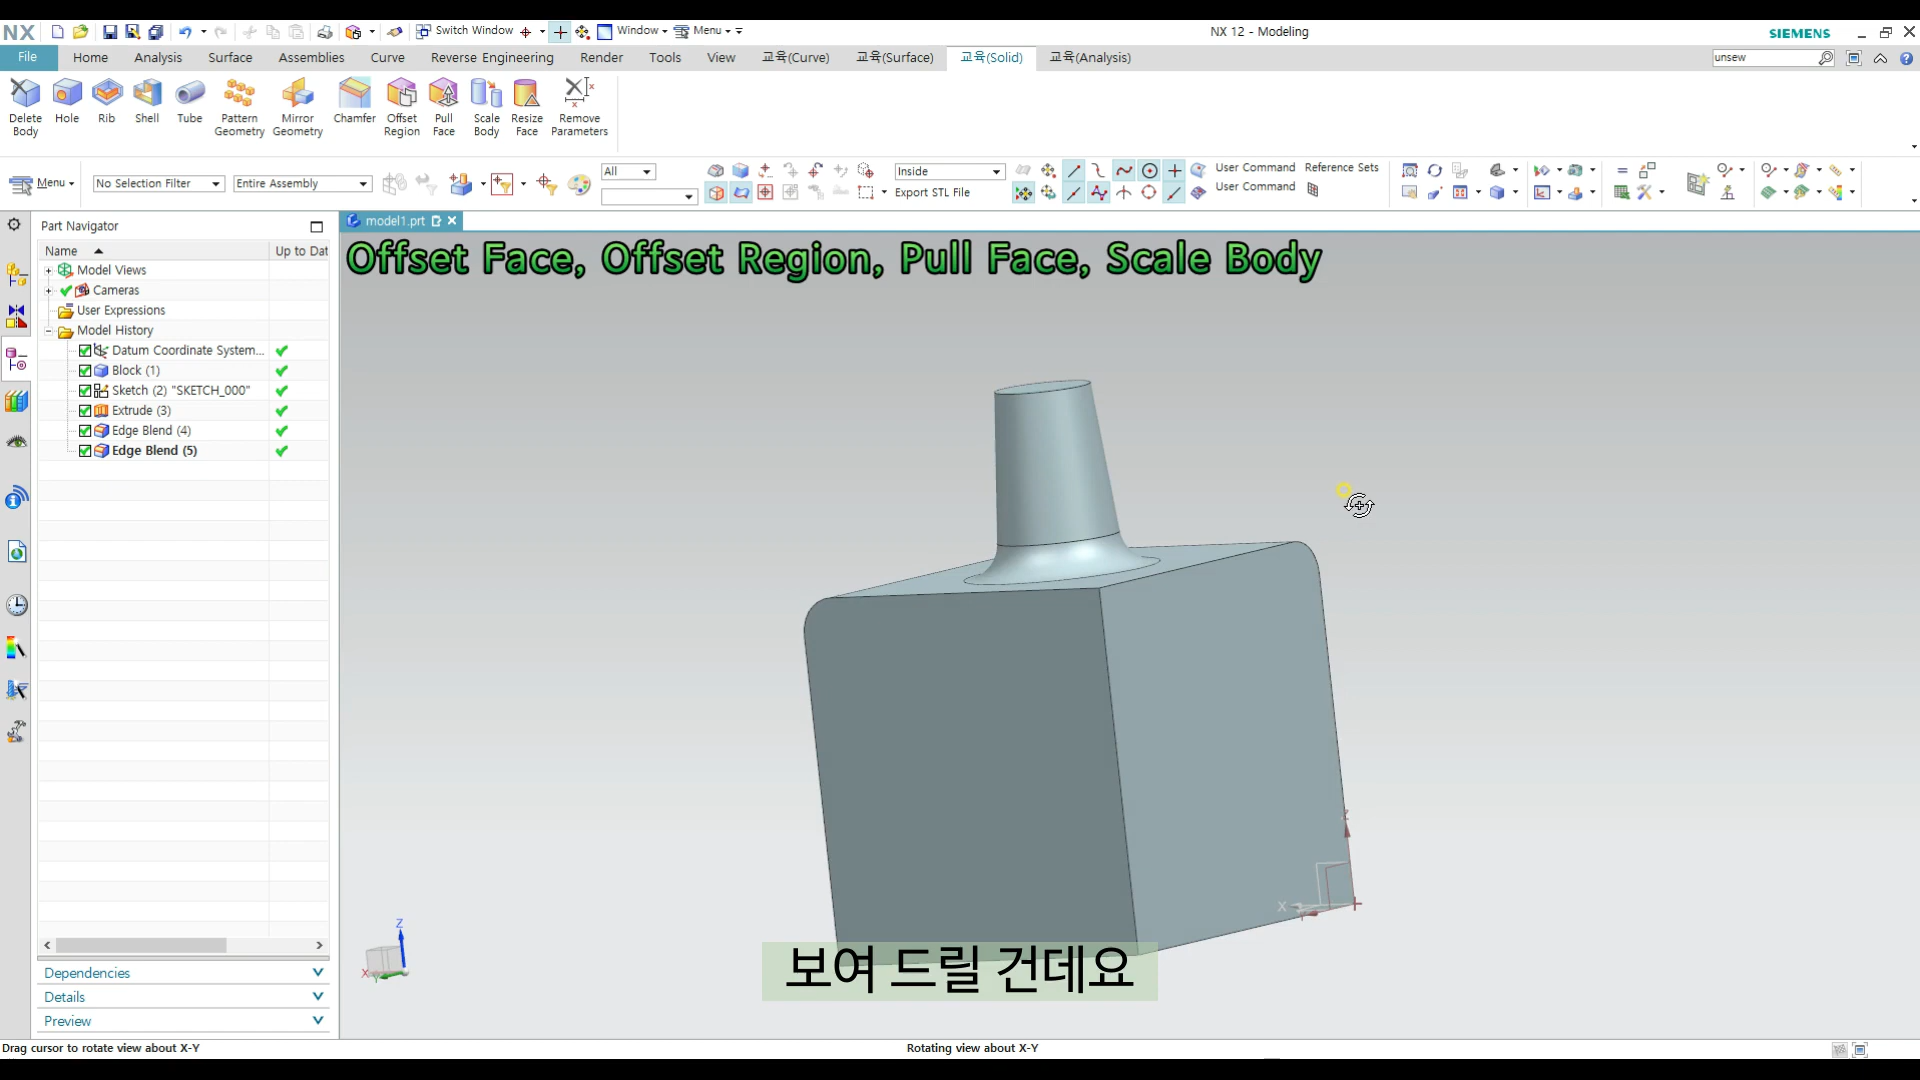 NX Switch Window Window Menu NX 12 - Modeling SIEMENS
File Home Analysis Surface Assemblies Curve Reverse Engineering Render Tools View 교육(Curve) 교육(Surface) 교육(Solid) 교육(Analysis) unsew
Delete Body Hole Rib Shell Tube Pattern Geometry Mirror Geometry Chamfer Offset Region Pull Face Scale Body Resize Face Remove Parameters
All Inside User Command Reference Sets
Menu No Selection Filter Entire Assembly Export STL File User Command
Part Navigator
model1.prt
Name Up to Dat
Offset Face, Offset Region, Pull Face, Scale Body
Model Views
Cameras
User Expressions
Model History
Datum Coordinate System...
Block (1)
Sketch (2) "SKETCH_000"
Extrude (3)
Edge Blend (4)
Edge Blend (5)
X
Z
X
보여 드릴 건데요
Dependencies
Details
Preview
Drag cursor to rotate view about X-Y Rotating view about X-Y